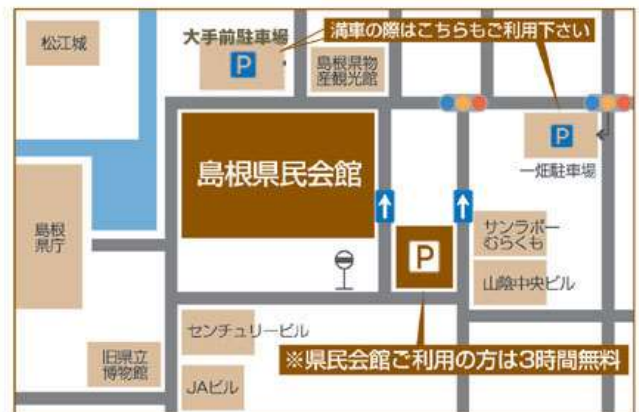 松江城
大手前駐車場
P
満車の際はこちらもご利用下さい
島根県物
産観光館
島根県民会館
P
一畑駐車場
島根
県庁
P
サンラポー
むらくも
山陰中央ビル
センチュリービル
※県民会館ご利用の方は3時間無料
旧県立
博物館
JAビル